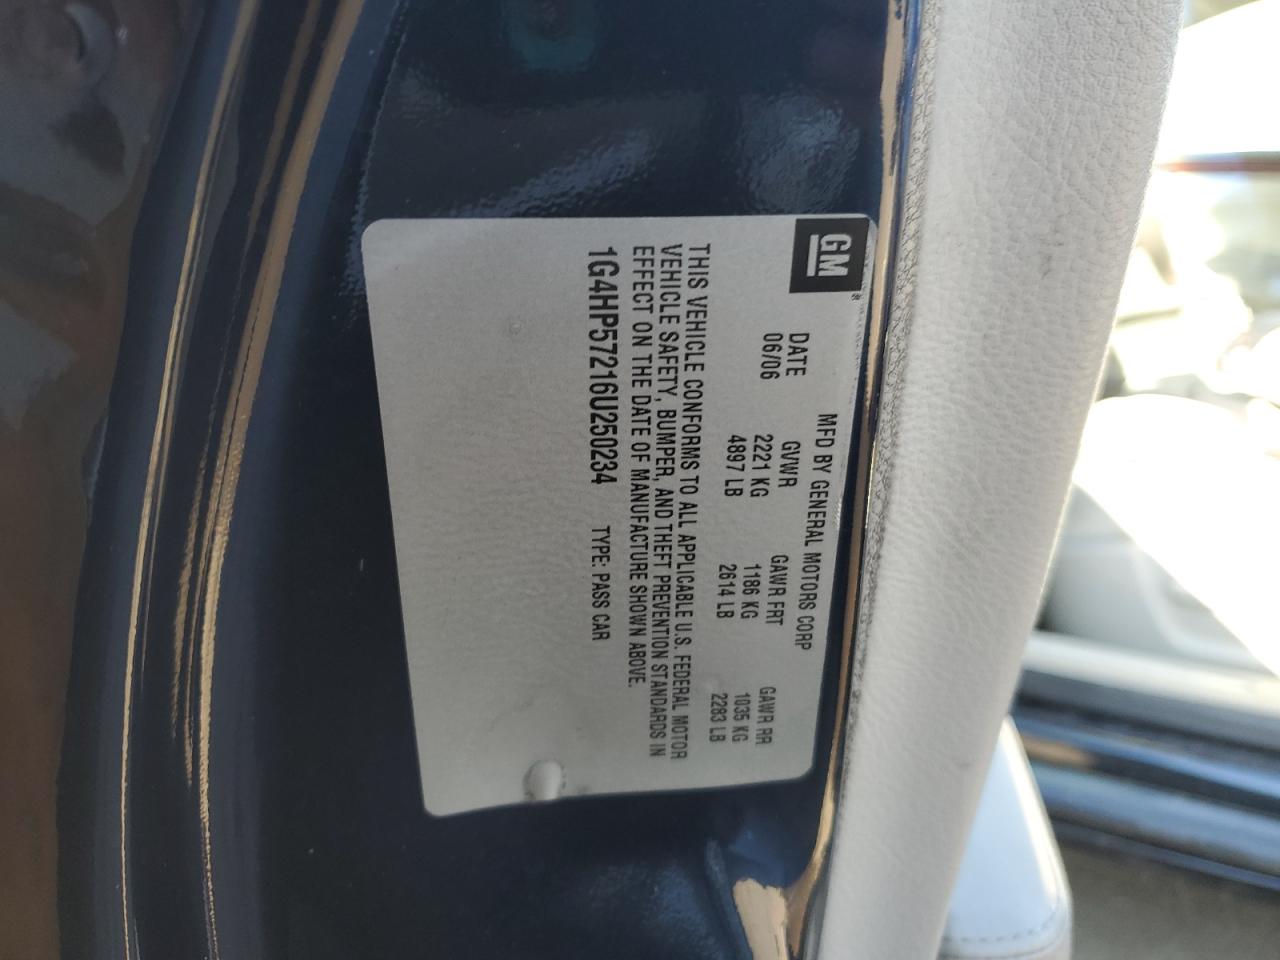 GM
MFD BY GENERAL MOTORS CORP
DATE GVWR GAWR FRT GAWR RR
06/06 2221 KG 1186 KG 1035 KG
4897 LB 2614 LB 2283 LB
THIS VEHICLE CONFORMS TO ALL APPLICABLE U.S. FEDERAL MOTOR
VEHICLE SAFETY, BUMPER, AND THEFT PREVENTION STANDARDS IN
EFFECT ON THE DATE OF MANUFACTURE SHOWN ABOVE.
1G4HP57216U250234 TYPE: PASS CAR